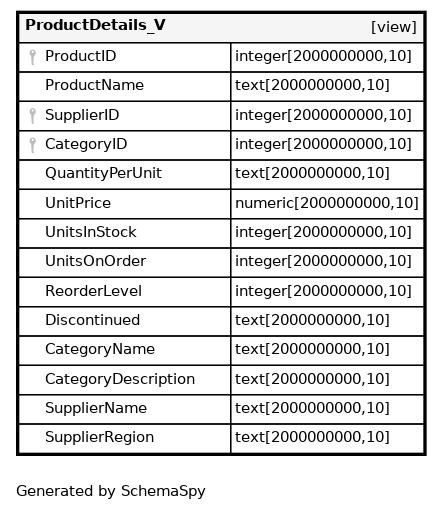 ProductDetails_V [view]
ProductID integer[2000000000,10]
ProductName text[2000000000,10]
SupplierID integer[2000000000,10]
CategoryID integer[2000000000,10]
QuantityPerUnit text[2000000000,10]
UnitPrice numeric[2000000000,10]
UnitsInStock integer[2000000000,10]
UnitsOnOrder integer[2000000000,10]
ReorderLevel integer[2000000000,10]
Discontinued text[2000000000,10]
CategoryName text[2000000000,10]
CategoryDescription text[2000000000,10]
SupplierName text[2000000000,10]
SupplierRegion text[2000000000,10]
Generated by SchemaSpy